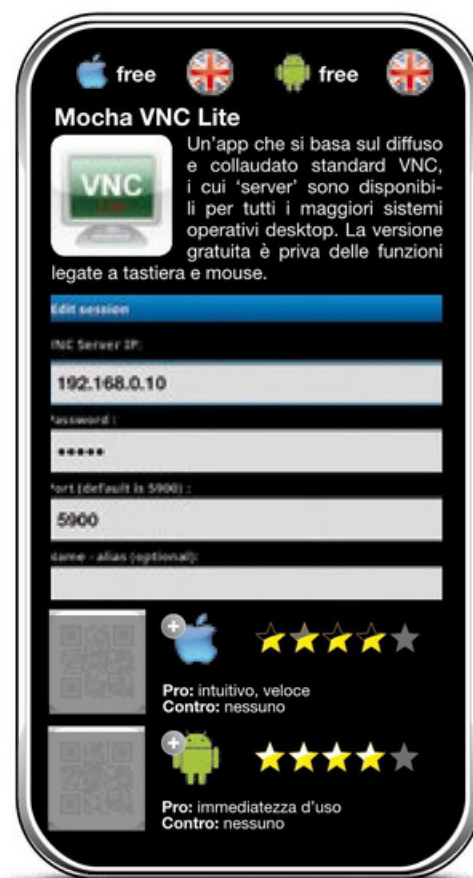 free free
Mocha VNC Lite
VNC
Lite
Un'app che si basa sul diffuso
e collaudato standard VNC,
i cui 'server' sono disponibi-
li per tutti i maggiori sistemi
operativi desktop. La versione
gratuita è priva delle funzioni
legate a tastiera e mouse.
Edit session
VNC Server IP:
192.168.0.10
Password :
•••••
Port (default is 5900) :
5900
Name - alias (optional):
Pro: intuitivo, veloce
Contro: nessuno
Pro: immediatezza d'uso
Contro: nessuno